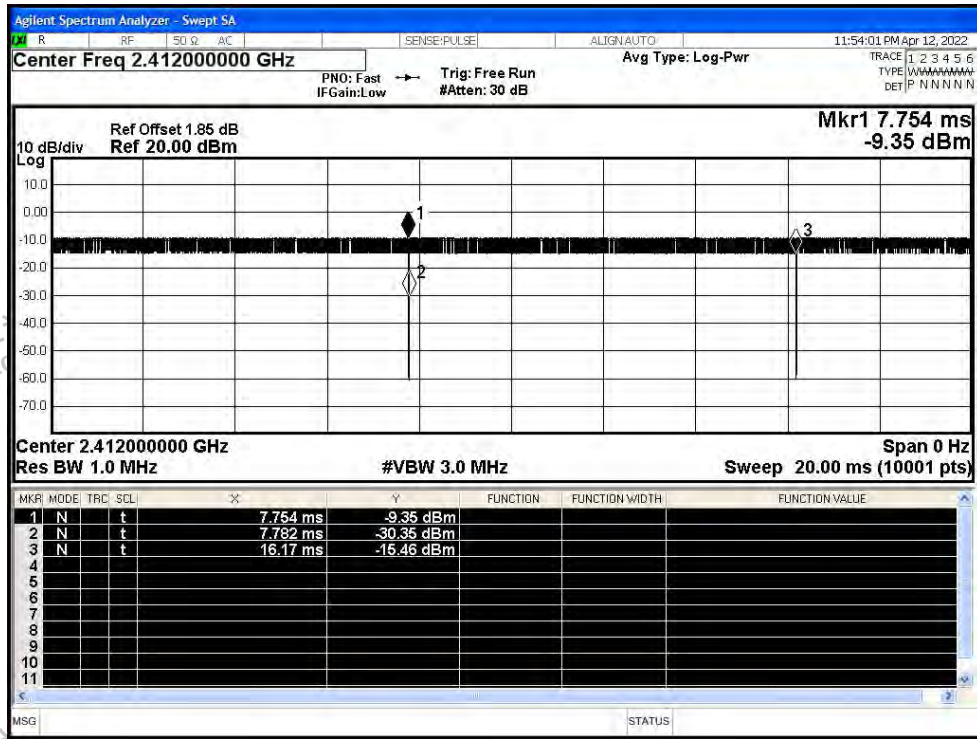 Agilent Spectrum Analyzer - Swept SA
R RF 50 Ω AC SENSE:PULSE ALIGN AUTO 11:54:01 PM Apr 12, 2022
Center Freq 2.412000000 GHz
PNO: Fast
IFGain:Low
Trig: Free Run
#Atten: 30 dB
Avg Type: Log-Pwr
TRACE 1 2 3 4 5 6
TYPE WWWWWW
DET P N N N N N
Mkr1 7.754 ms
-9.35 dBm
Ref Offset 1.85 dB
10 dB/div Ref 20.00 dBm
Log
10.0
0.00
-10.0
-20.0
-30.0
-40.0
-50.0
-60.0
-70.0
1
2
3
Center 2.412000000 GHz Span 0 Hz
Res BW 1.0 MHz #VBW 3.0 MHz Sweep 20.00 ms (10001 pts)
MKR MODE TRC SCL X Y FUNCTION FUNCTION WIDTH FUNCTION VALUE
1 N t 7.754 ms -9.35 dBm
2 N t 7.782 ms -30.35 dBm
3 N t 16.17 ms -15.46 dBm
4
5
6
7
8
9
10
11
MSG STATUS